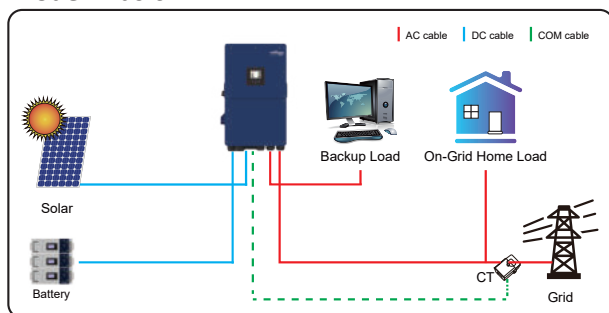 AC cable DC cable COM cable
Backup Load On-Grid Home Load
Solar
CT
Battery
Grid